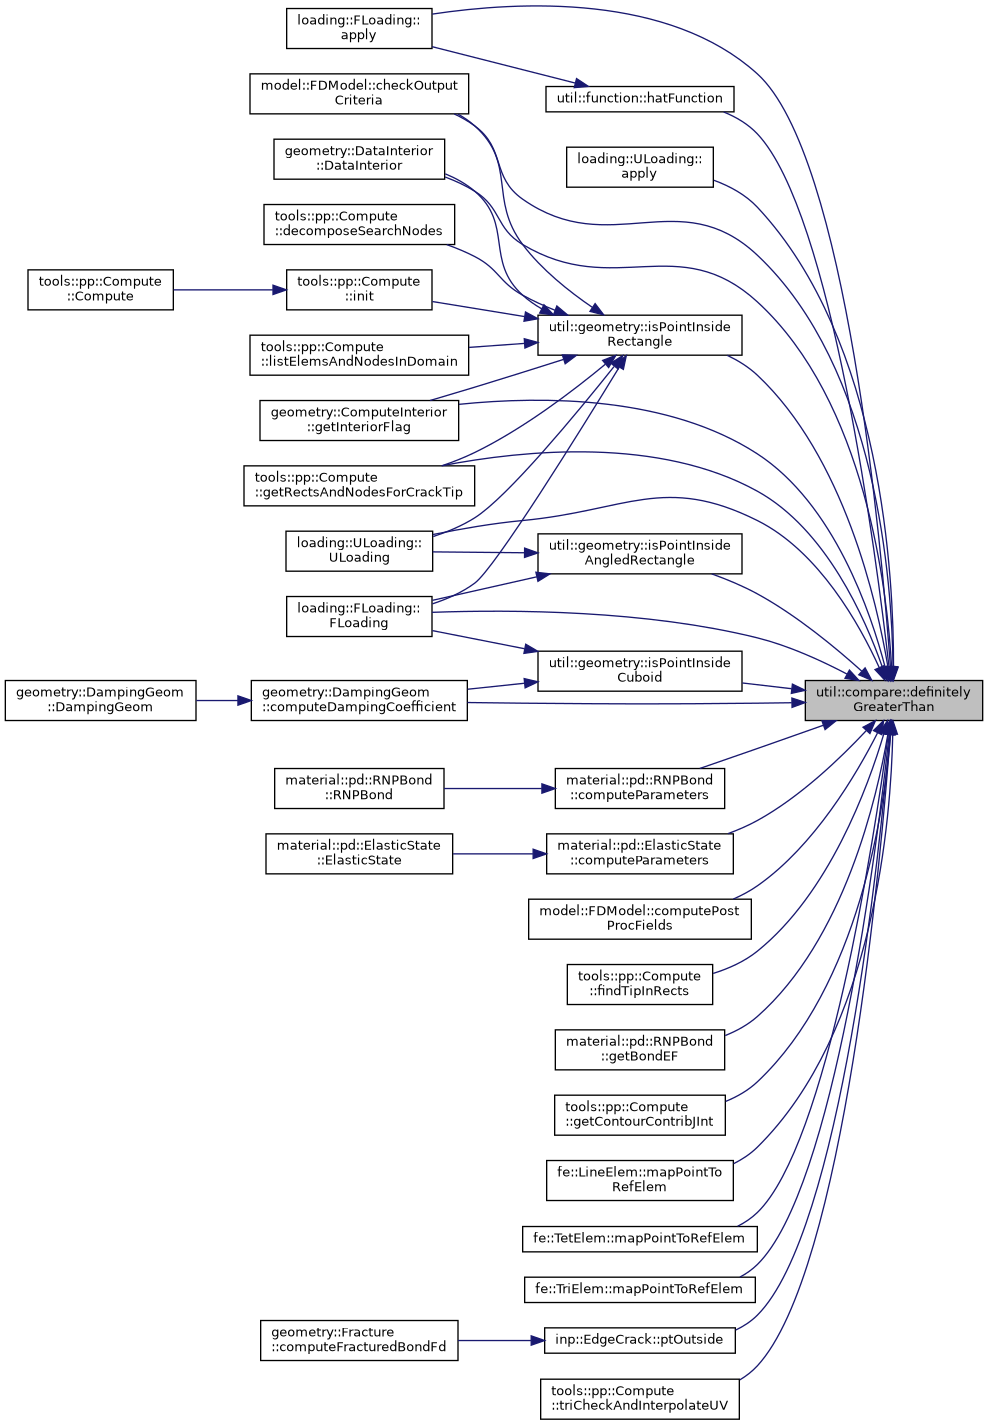 loading::FLoading::
apply
model::FDModel::checkOutput
Criteria
util::function::hatFunction
geometry::DataInterior
::DataInterior
loading::ULoading::
apply
tools::pp::Compute
::decomposeSearchNodes
tools::pp::Compute
::Compute
tools::pp::Compute
::init
util::geometry::isPointInside
Rectangle
tools::pp::Compute
::listElemsAndNodesInDomain
geometry::ComputeInterior
::getInteriorFlag
tools::pp::Compute
::getRectsAndNodesForCrackTip
loading::ULoading::
ULoading
util::geometry::isPointInside
AngledRectangle
loading::FLoading::
FLoading
util::geometry::isPointInside
Cuboid
geometry::DampingGeom
::DampingGeom
geometry::DampingGeom
::computeDampingCoefficient
util::compare::definitely
GreaterThan
material::pd::RNPBond
::RNPBond
material::pd::RNPBond
::computeParameters
material::pd::ElasticState
::ElasticState
material::pd::ElasticState
::computeParameters
model::FDModel::computePost
ProcFields
tools::pp::Compute
::findTipInRects
material::pd::RNPBond
::getBondEF
tools::pp::Compute
::getContourContribJInt
fe::LineElem::mapPointTo
RefElem
fe::TetElem::mapPointToRefElem
fe::TriElem::mapPointToRefElem
geometry::Fracture
::computeFracturedBondFd
inp::EdgeCrack::ptOutside
tools::pp::Compute
::triCheckAndInterpolateUV